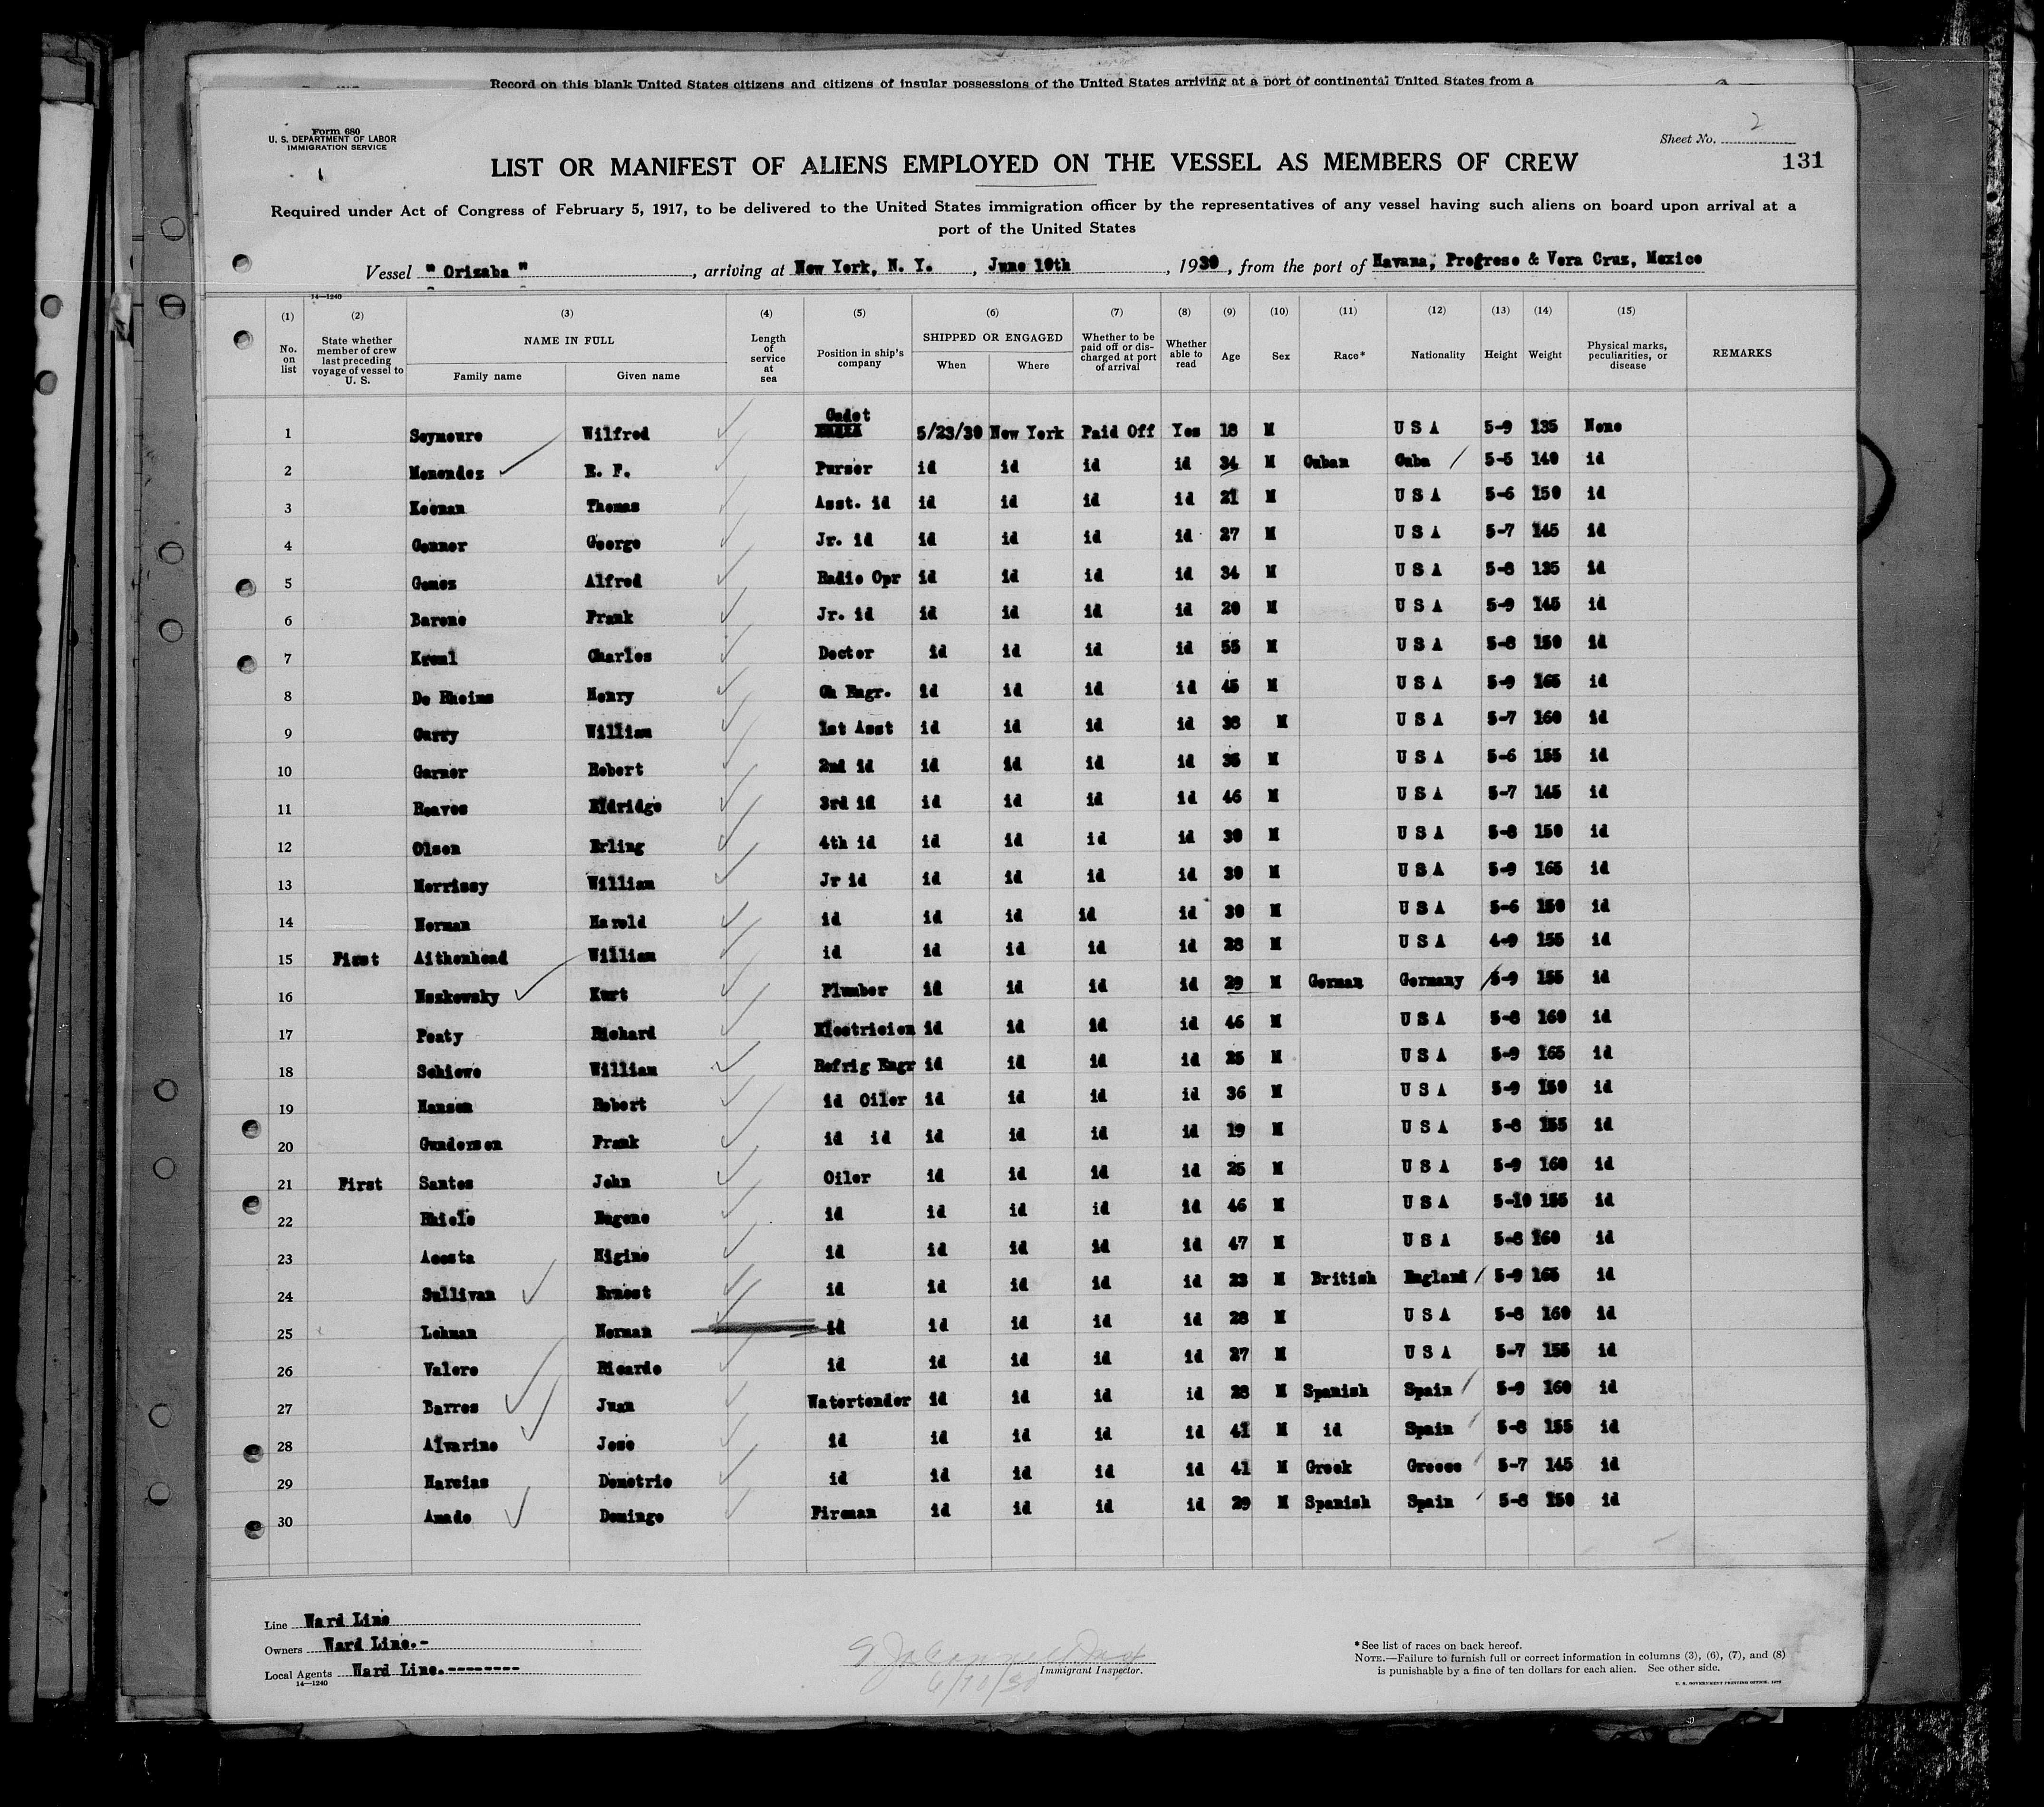 Record on this blank United States citizens and citizens of insular possessions of the United States arriving at a port of continental United States from a
Form 680
U. S. DEPARTMENT OF LABOR
IMMIGRATION SERVICE
Sheet No. 2
131
LIST OR MANIFEST OF ALIENS EMPLOYED ON THE VESSEL AS MEMBERS OF CREW
Required under Act of Congress of February 5, 1917, to be delivered to the United States immigration officer by the representatives of any vessel having such aliens on board upon arrival at a
port of the United States
Vessel "Orizaba", arriving at New York, N. Y., June 10th, 1930, from the port of Havana, Progreso & Vera Cruz, Mexico
14—1240
(1) (2) (3) (4) (5) (6) (7) (8) (9) (10) (11) (12) (13) (14) (15)
No. on list
State whether member of crew last preceding voyage of vessel to U. S.
NAME IN FULL
Family name
Given name
Length of service at sea
Position in ship's company
SHIPPED OR ENGAGED
When
Where
Whether to be paid off or discharged at port of arrival
Whether able to read
Age
Sex
Race*
Nationality
Height
Weight
Physical marks, peculiarities, or disease
REMARKS
Cadet
1 Seymoure Wilfred 5/23/30 New York Paid Off Yes 18 M U S A 5-9 135 None
2 Menendez R. F. Purser id id id id 34 M Cuban Cuba 5-5 140 id
3 Keenan Thomas Asst. id id id id id 21 M U S A 5-6 150 id
4 Conner George Jr. id id id id id 27 M U S A 5-7 145 id
5 Gomez Alfred Radio Opr id id id id 34 M U S A 5-8 135 id
6 Barone Frank Jr. id id id id id 20 M U S A 5-9 145 id
7 Kreml Charles Doctor id id id id 55 M U S A 5-8 150 id
8 De Rheims Henry Ch Engr. id id id id 45 M U S A 5-9 165 id
9 Curry William 1st Asst id id id id 38 M U S A 5-7 160 id
10 Garner Robert 2nd id id id id id 35 M U S A 5-6 155 id
11 Reaves Eldridge 3rd id id id id id 46 M U S A 5-7 145 id
12 Olsen Erling 4th id id id id id 30 M U S A 5-8 150 id
13 Morrissy William Jr id id id id id 30 M U S A 5-9 165 id
14 Norman Harold id id id id id 30 M U S A 5-6 150 id
15 First Aithenhead William id id id id id 28 M U S A 4-9 155 id
16 Noskowsky Kurt Plumber id id id id 29 M German Germany 5-9 155 id
17 Peaty Richard Electricien id id id id 46 M U S A 5-8 160 id
18 Schiewe William Refrig Engr id id id id 25 M U S A 5-9 165 id
19 Hansen Robert id Oiler id id id id 36 M U S A 5-9 150 id
20 Gundersen Frank id id id id id id 19 M U S A 5-8 155 id
21 First Santos John Oiler id id id id 25 M U S A 5-9 160 id
22 Thiele Eugene id id id id id 46 M U S A 5-10 155 id
23 Acosta Higine id id id id id 47 M U S A 5-8 160 id
24 Sullivan Ernest id id id id id 23 M British England 5-9 165 id
25 Lehman Norman id id id id id 28 M U S A 5-8 160 id
26 Valero Ricardo id id id id id 27 M U S A 5-7 155 id
27 Barros Juan Watertender id id id id 28 M Spanish Spain 5-9 160 id
28 Alvarino Jose id id id id id 41 M id Spain 5-8 155 id
29 Narcias Demetrio id id id id id 41 M Greek Greece 5-7 145 id
30 Amado Domingo Fireman id id id id 29 M Spanish Spain 5-8 150 id
Line Ward Line
Owners Ward Line.-
Local Agents Ward Line.--------
14—1240
Immigrant Inspector.
6/10/30
*See list of races on back hereof.
NOTE.—Failure to furnish full or correct information in columns (3), (6), (7), and (8)
is punishable by a fine of ten dollars for each alien. See other side.